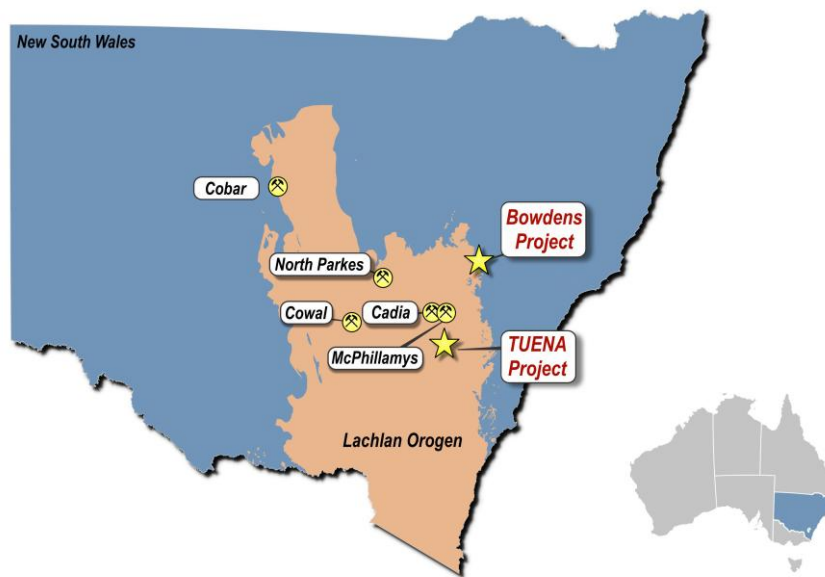 New South Wales
Cobar
Bowdens
Project
North Parkes
Cowal
Cadia
McPhillamys
TUENA
Project
Lachlan Orogen